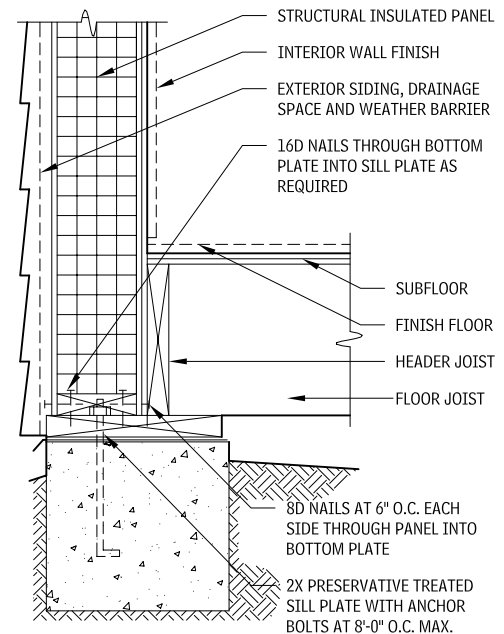 STRUCTURAL INSULATED PANEL
INTERIOR WALL FINISH
EXTERIOR SIDING, DRAINAGE
SPACE AND WEATHER BARRIER
16D NAILS THROUGH BOTTOM
PLATE INTO SILL PLATE AS
REQUIRED
SUBFLOOR
FINISH FLOOR
HEADER JOIST
FLOOR JOIST
8D NAILS AT 6" O.C. EACH
SIDE THROUGH PANEL INTO
BOTTOM PLATE
2X PRESERVATIVE TREATED
SILL PLATE WITH ANCHOR
BOLTS AT 8'-0" O.C. MAX.